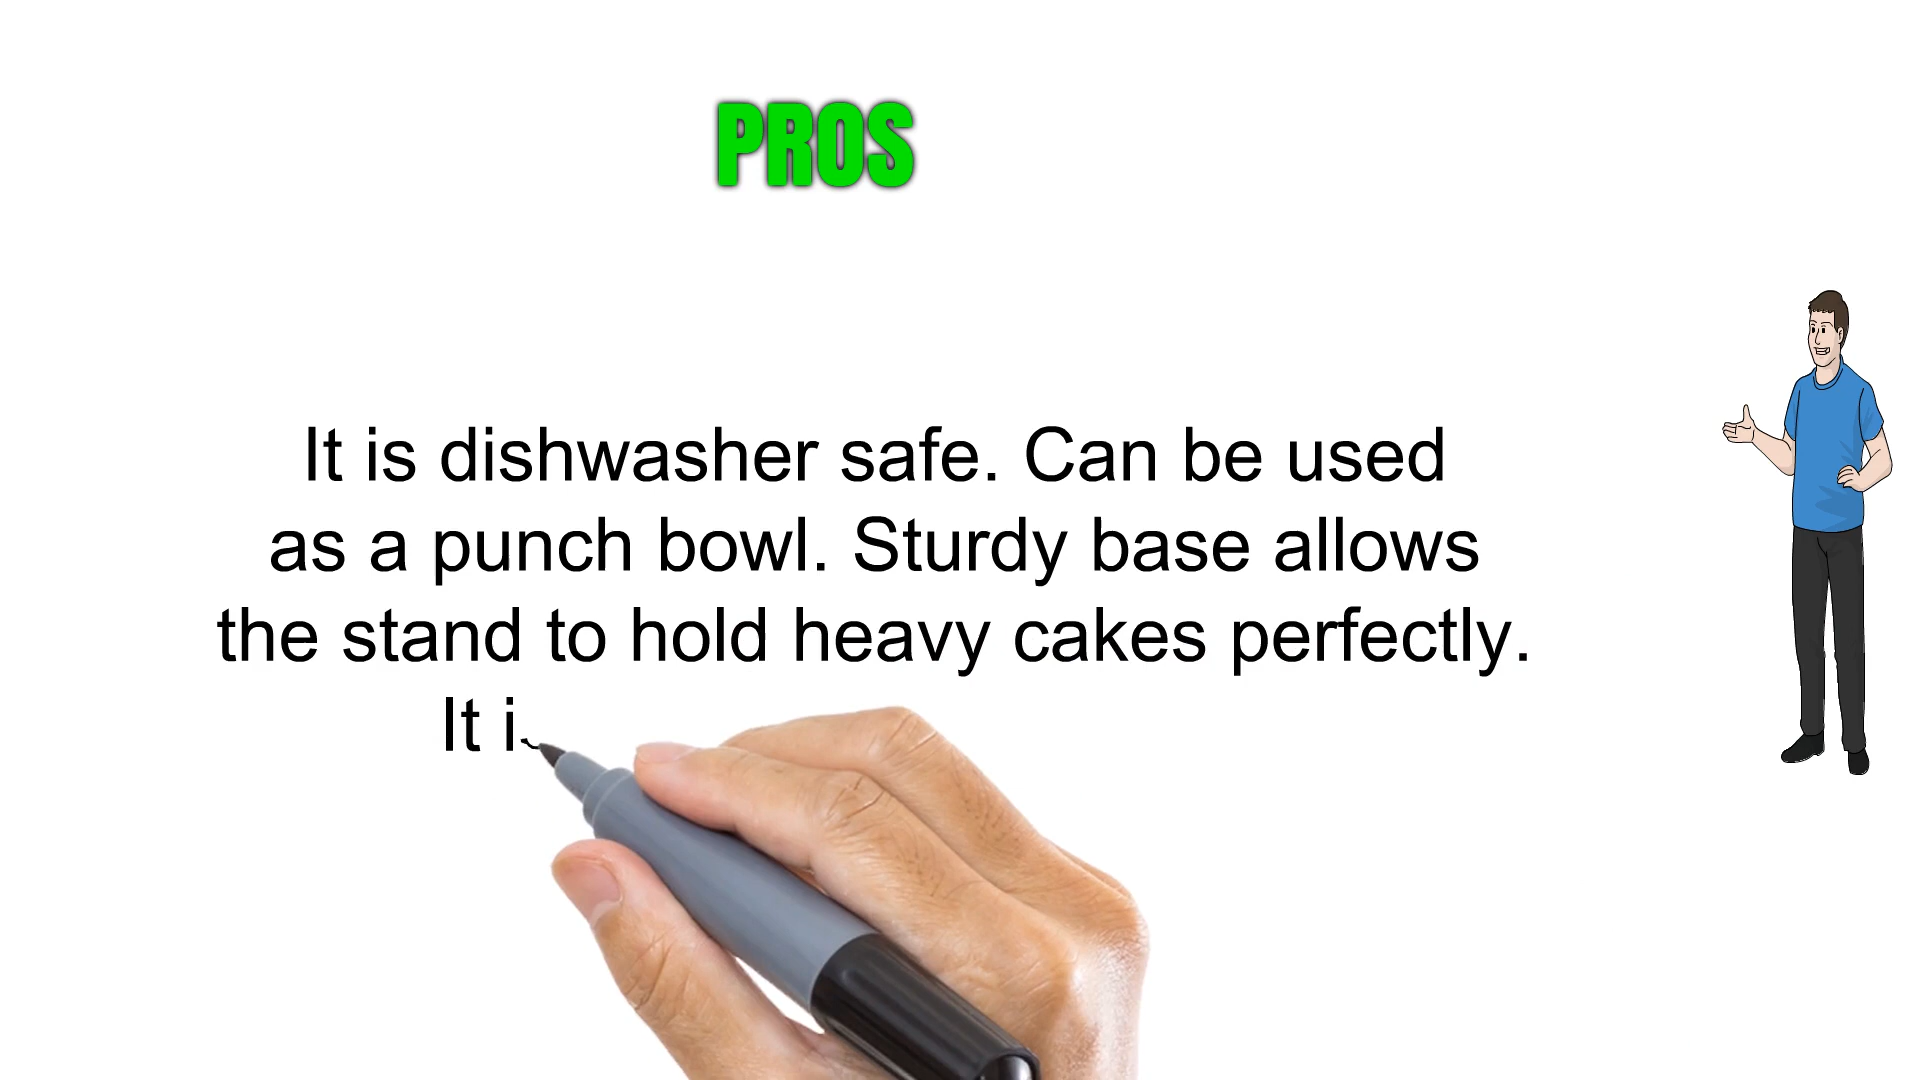 PROS
It is dishwasher safe. Can be used
as a punch bowl. Sturdy base allows
the stand to hold heavy cakes perfectly.
It i